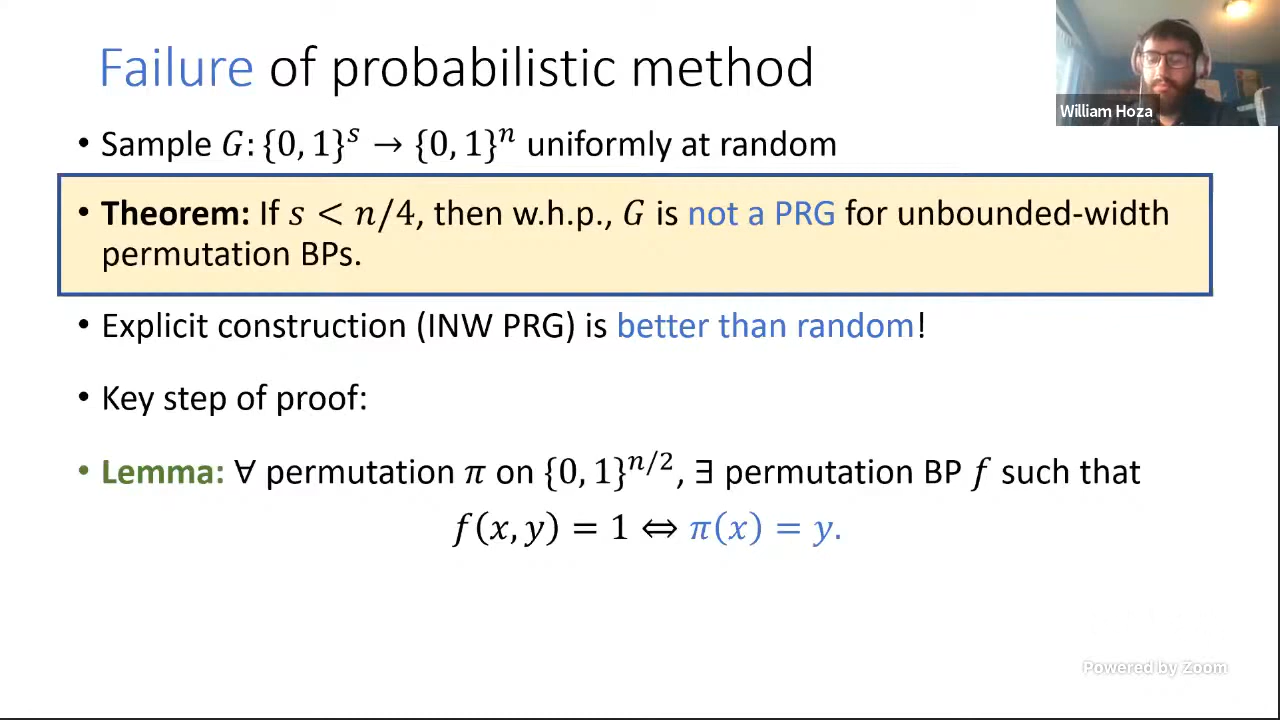 Failure of probabilistic method
William Hoza
• Sample G: {0, 1}^s → {0, 1}^n uniformly at random
• Theorem: If s < n/4, then w.h.p., G is not a PRG for unbounded-width
permutation BPs.
• Explicit construction (INW PRG) is better than random!
• Key step of proof:
• Lemma: ∀ permutation π on {0, 1}^{n/2}, ∃ permutation BP f such that
f(x, y) = 1 ⇔ π(x) = y.
Powered by Zoom